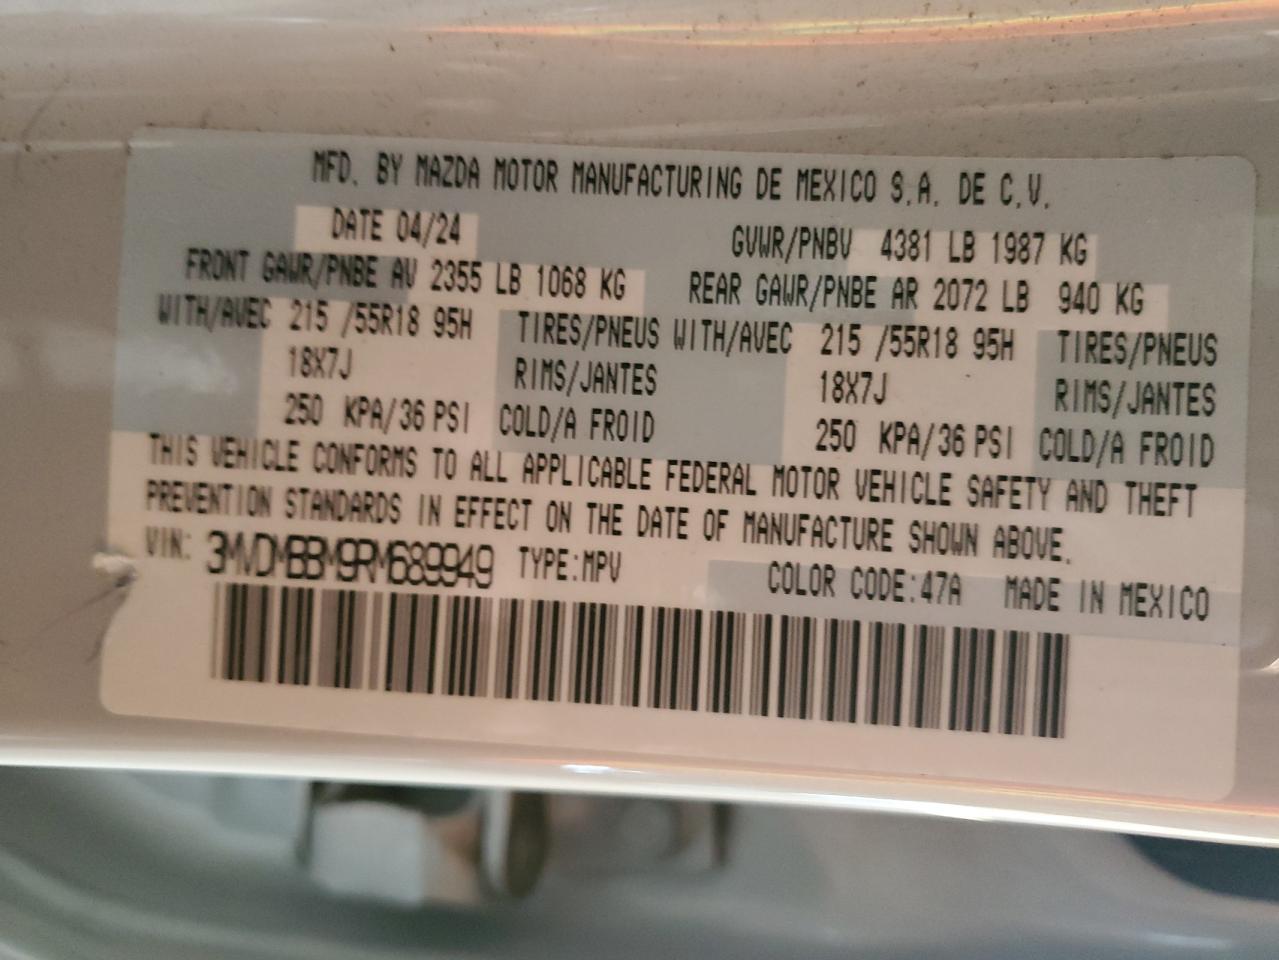 MFD. BY MAZDA MOTOR MANUFACTURING DE MEXICO S.A. DE C.V.
DATE 04/24 GVWR/PNBV 4381 LB 1987 KG
FRONT GAWR/PNBE AV 2355 LB 1068 KG REAR GAWR/PNBE AR 2072 LB 940 KG
WITH/AVEC 215 /55R18 95H TIRES/PNEUS WITH/AVEC 215 /55R18 95H TIRES/PNEUS
18X7J RIMS/JANTES 18X7J RIMS/JANTES
250 KPA/36 PSI COLD/A FROID 250 KPA/36 PSI COLD/A FROID
THIS VEHICLE CONFORMS TO ALL APPLICABLE FEDERAL MOTOR VEHICLE SAFETY AND THEFT
PREVENTION STANDARDS IN EFFECT ON THE DATE OF MANUFACTURE SHOWN ABOVE.
VIN: 3MVDMBBM9RM689949 TYPE:MPV COLOR CODE:47A MADE IN MEXICO